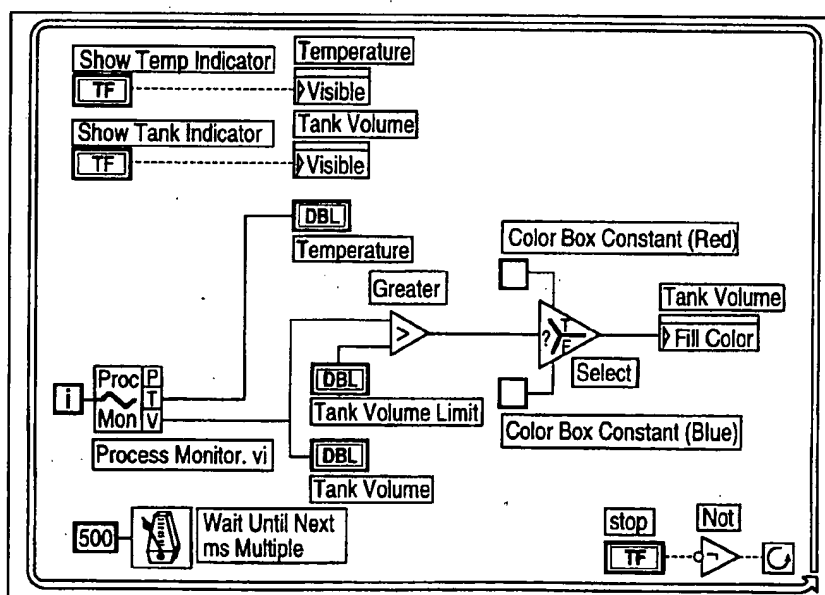 Show Temp Indicator
Temperature
TF
Visible
Show Tank Indicator
Tank Volume
TF
Visible
DBL
Temperature
Color Box Constant (Red)
Greater
Tank Volume
>
? T F
Fill Color
i
Proc Mon
P
T
V
DBL
Select
Tank Volume Limit
Color Box Constant (Blue)
Process Monitor. vi
DBL
Tank Volume
500
Wait Until Next
ms Multiple
stop
Not
TF